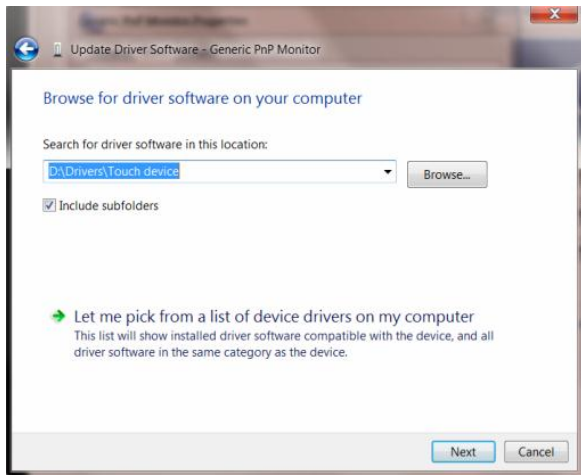 Update Driver Software - Generic PnP Monitor
Browse for driver software on your computer
Search for driver software in this location:
D:\Drivers\Touch device
Browse...
Include subfolders
Let me pick from a list of device drivers on my computer
This list will show installed driver software compatible with the device, and all
driver software in the same category as the device.
Next
Cancel